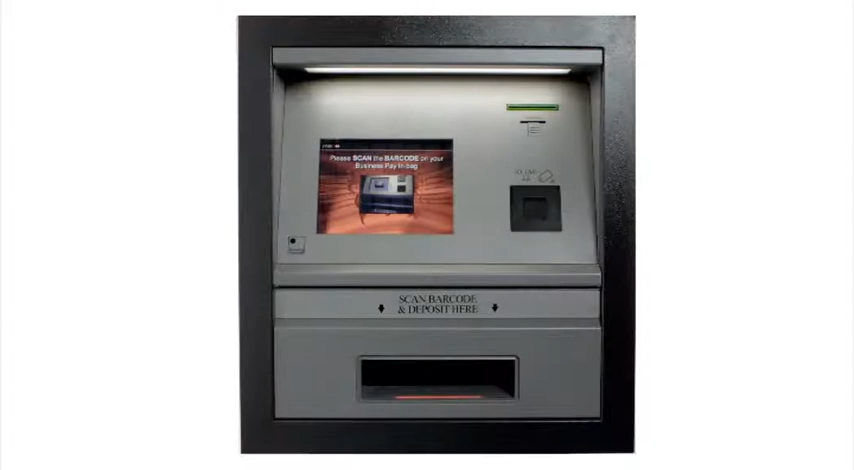 Please SCAN the BARCODE on your
Business Pay In bag
SCAN BARCODE
& DEPOSIT HERE